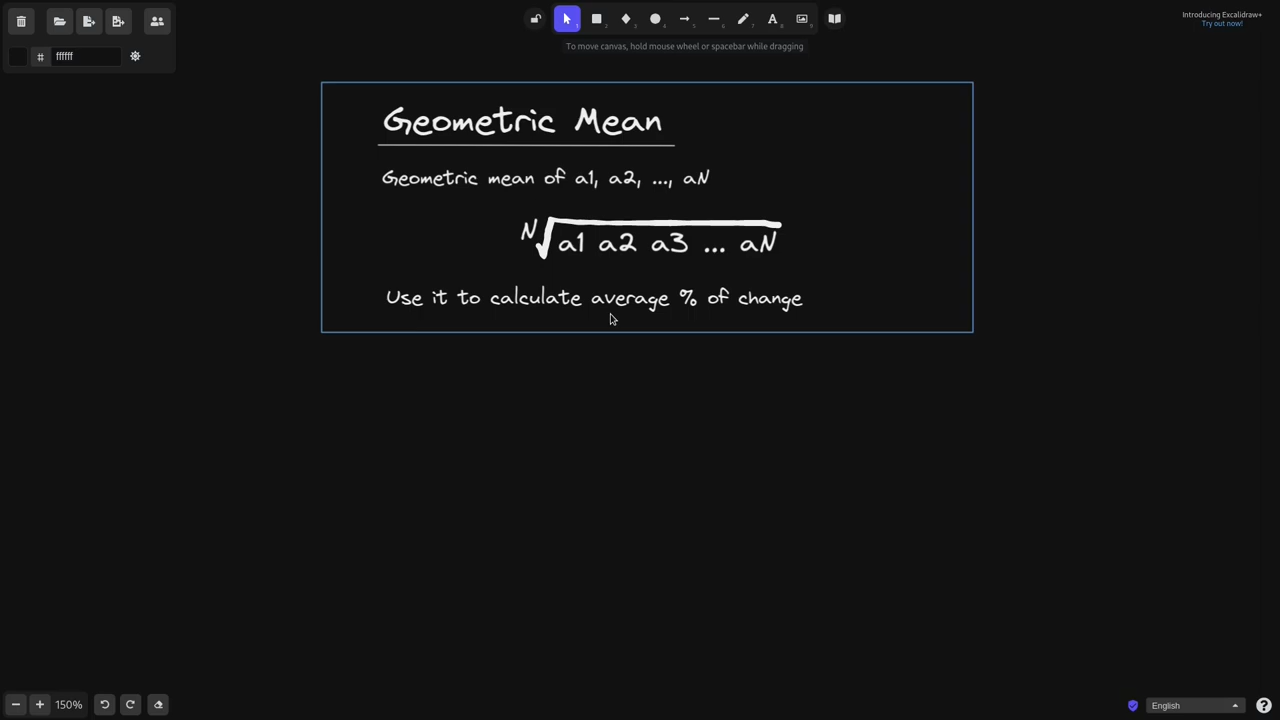 ffffff
To move canvas, hold mouse wheel or spacebar while dragging
Introducing Excalidraw+
Try out now!
Geometric Mean
Geometric mean of a1, a2, ..., aN
N√a1 a2 a3 ... aN
Use it to calculate average % of change
150%
English